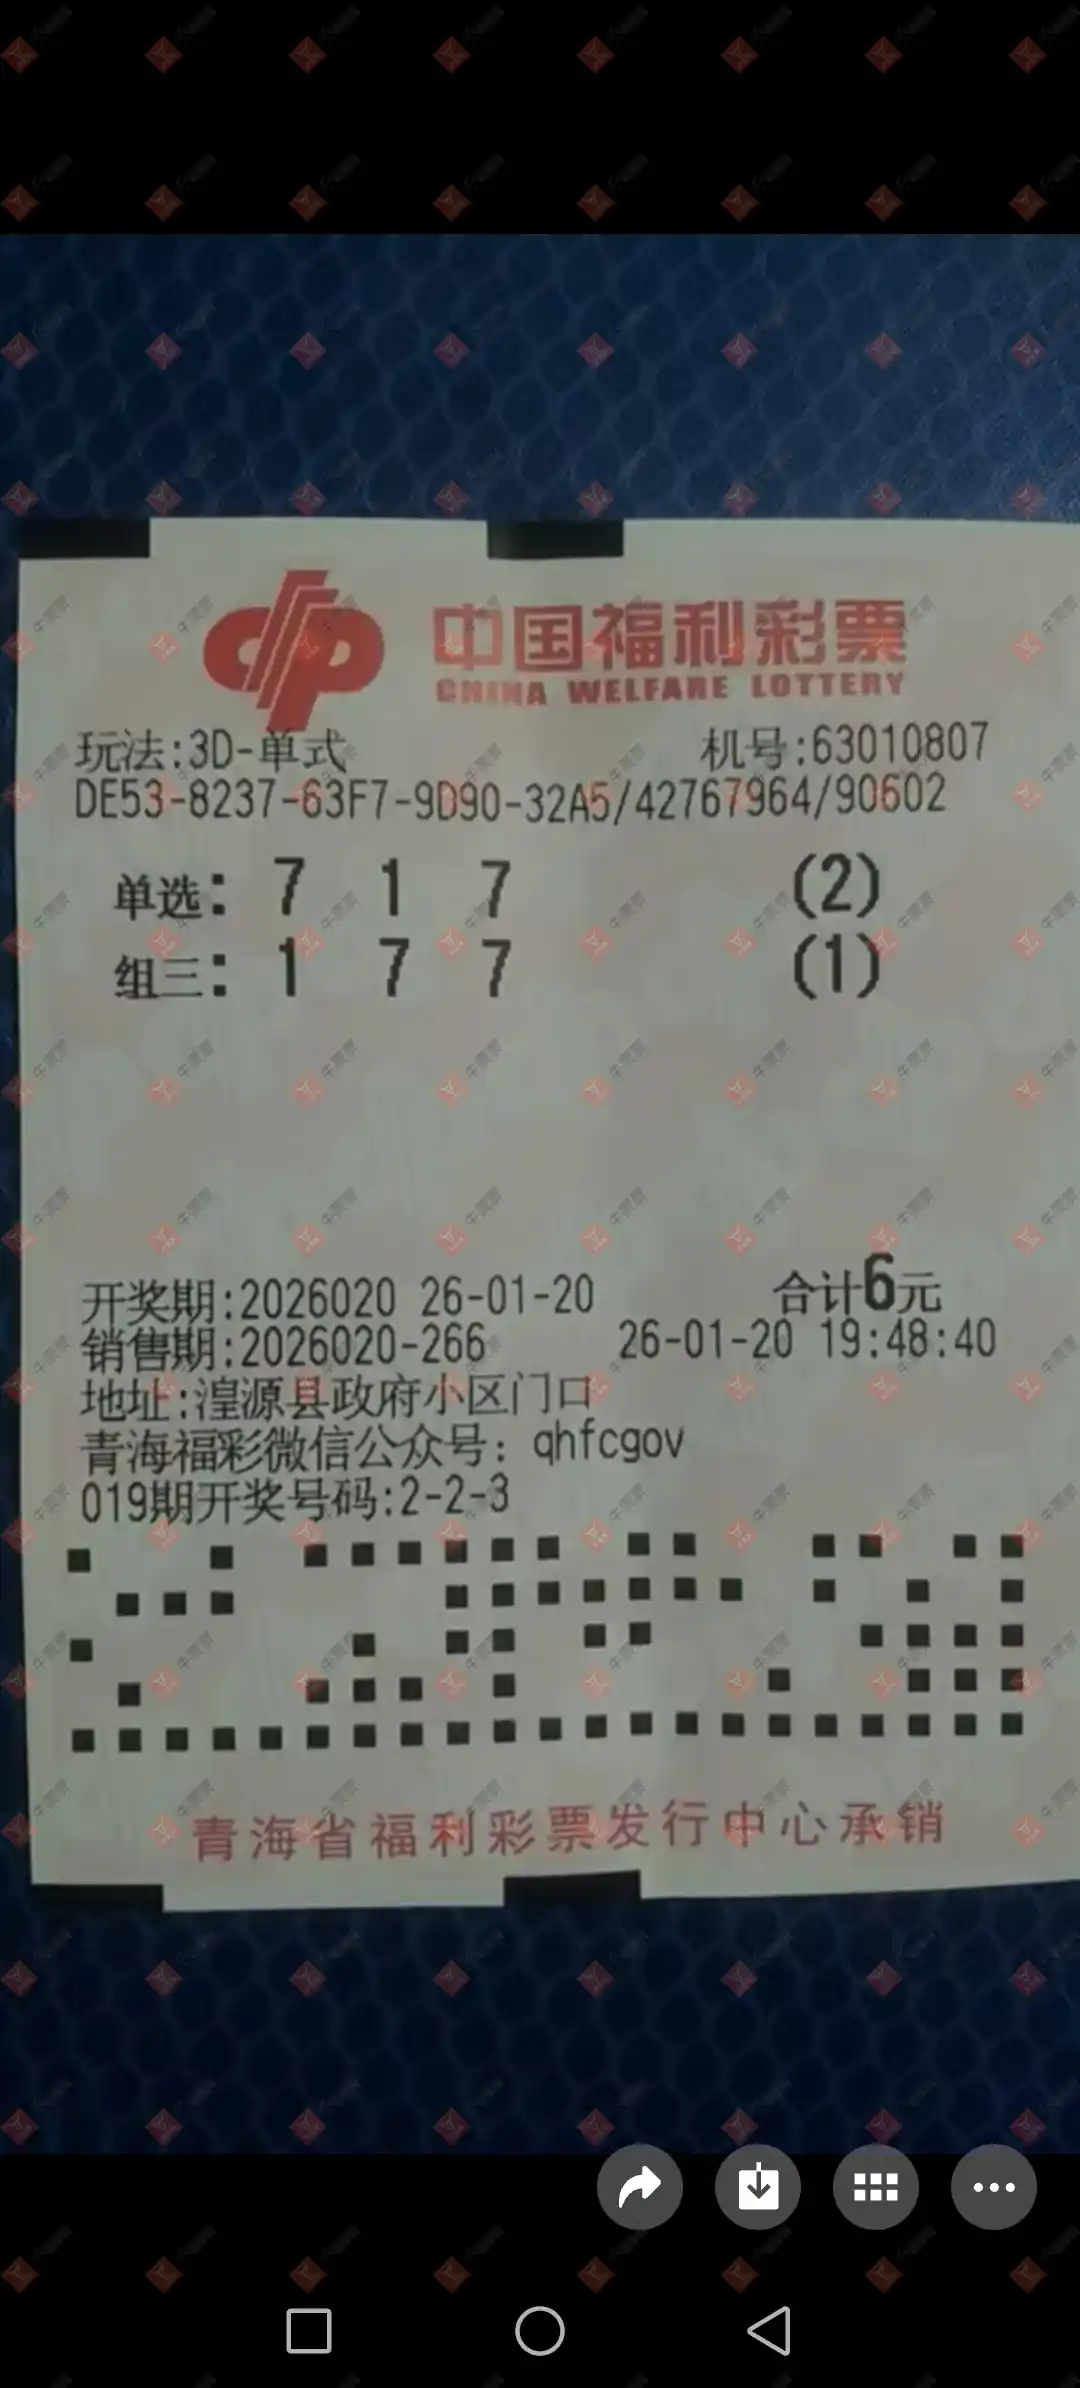 中国福利彩票
CHINA WELFARE LOTTERY
玩法:3D-单式 机号:63010807
DE53-8237-63F7-9D90-32A5/42767964/90602
单选: 7 1 7 (2)
组三: 1 7 7 (1)
开奖期:2026020 26-01-20 合计6元
销售期:2026020-266 26-01-20 19:48:40
地址:湟源县政府小区门口
青海福彩微信公众号: qhfcgov
019期开奖号码:2-2-3
青海省福利彩票发行中心承销